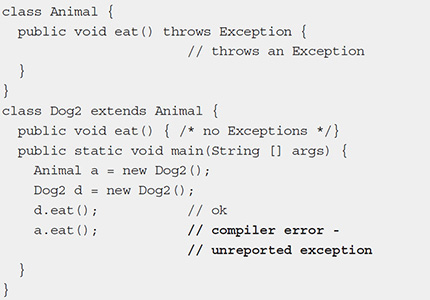 class Animal {
  public void eat() throws Exception {
                        // throws an Exception
  }
}
class Dog2 extends Animal {
  public void eat() { /* no Exceptions */}
  public static void main(String [] args) {
    Animal a = new Dog2();
    Dog2 d = new Dog2();
    d.eat();            // ok
    a.eat();            // compiler error -
                        // unreported exception
  }
}